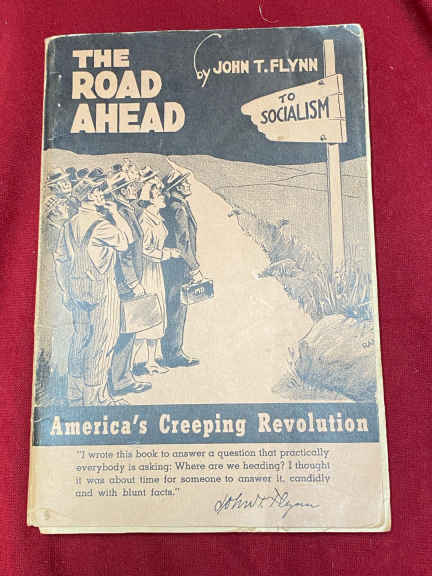 THE
ROAD
AHEAD
by JOHN T. FLYNN
TO
SOCIALISM
MD
America's Creeping Revolution
"I wrote this book to answer a question that practically
everybody is asking: Where are we heading? I thought
it was about time for someone to answer it, candidly
and with blunt facts."
John T. Flynn